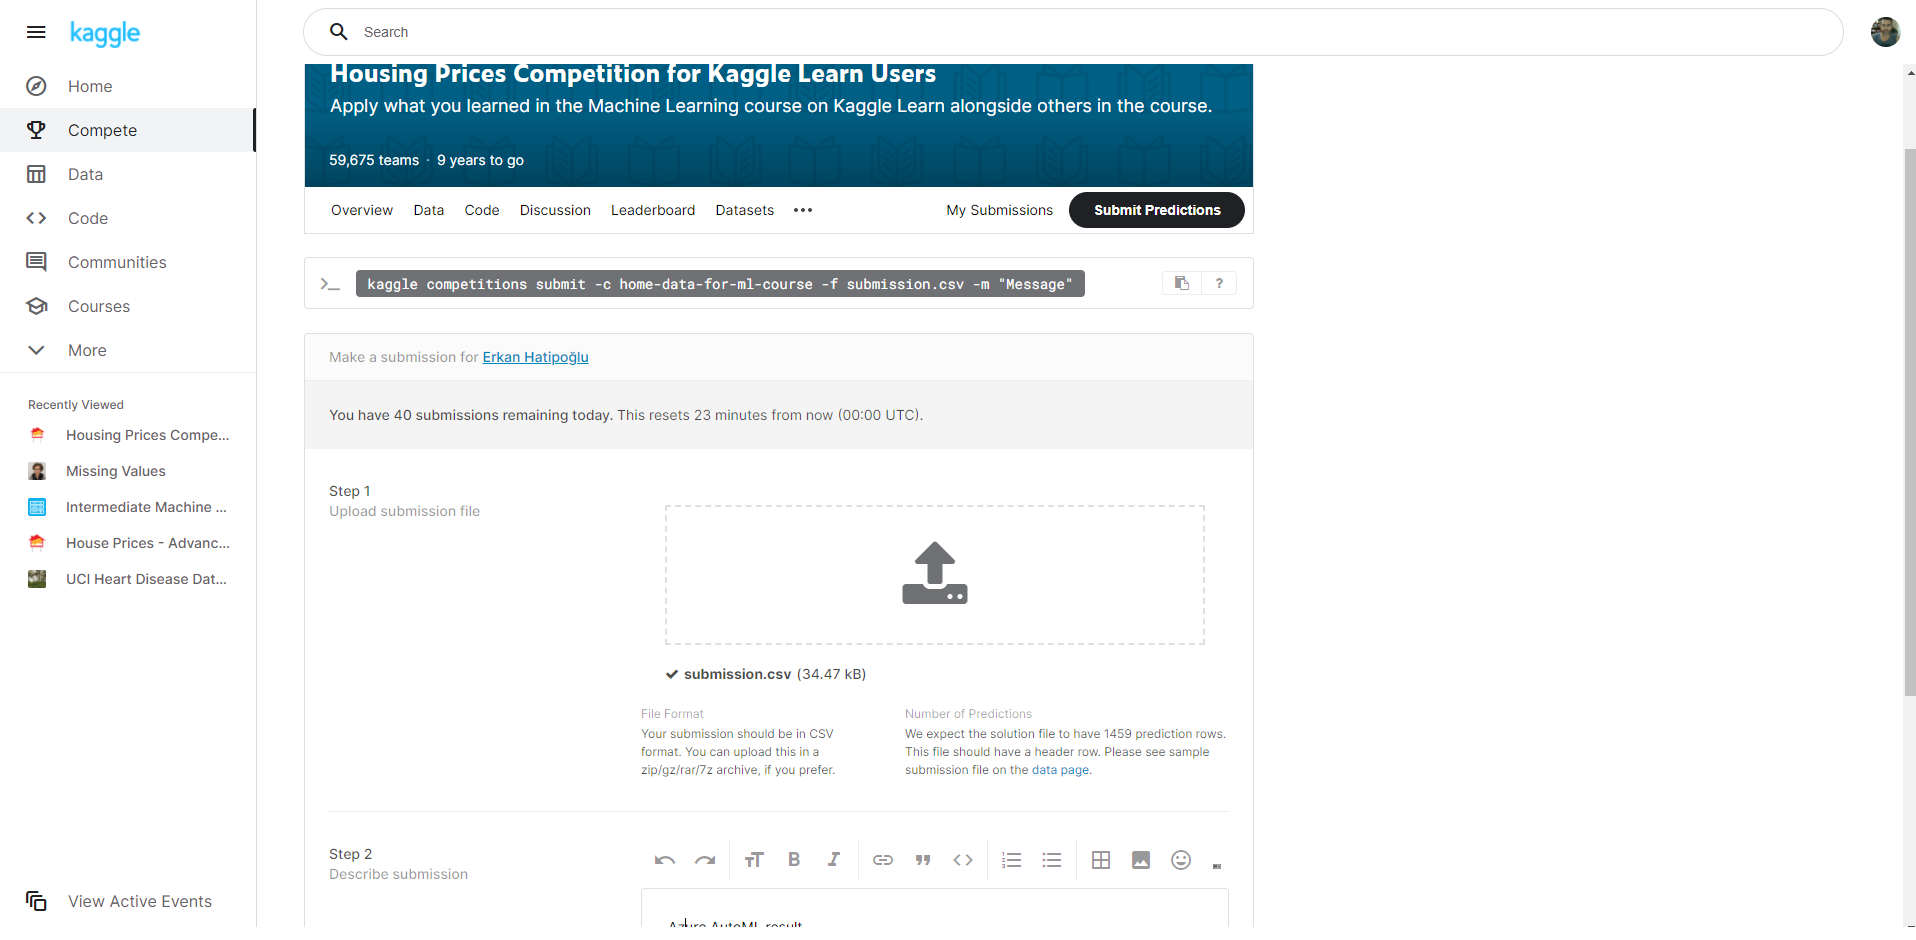 kaggle
Search
Home
Compete
Data
Code
Communities
Courses
More
Recently Viewed
Housing Prices Compe...
Missing Values
Intermediate Machine ...
House Prices - Advanc...
UCI Heart Disease Dat...
View Active Events
Housing Prices Competition for Kaggle Learn Users
Apply what you learned in the Machine Learning course on Kaggle Learn alongside others in the course.
59,675 teams · 9 years to go
Overview Data Code Discussion Leaderboard Datasets ••• My Submissions Submit Predictions
>_ kaggle competitions submit -c home-data-for-ml-course -f submission.csv -m "Message" ?
Make a submission for Erkan Hatipoğlu
You have 40 submissions remaining today. This resets 23 minutes from now (00:00 UTC).
Step 1
Upload submission file
submission.csv (34.47 kB)
File Format
Your submission should be in CSV
format. You can upload this in a
zip/gz/rar/7z archive, if you prefer.
Number of Predictions
We expect the solution file to have 1459 prediction rows.
This file should have a header row. Please see sample
submission file on the data page.
Step 2
Describe submission
Azure AutoML result